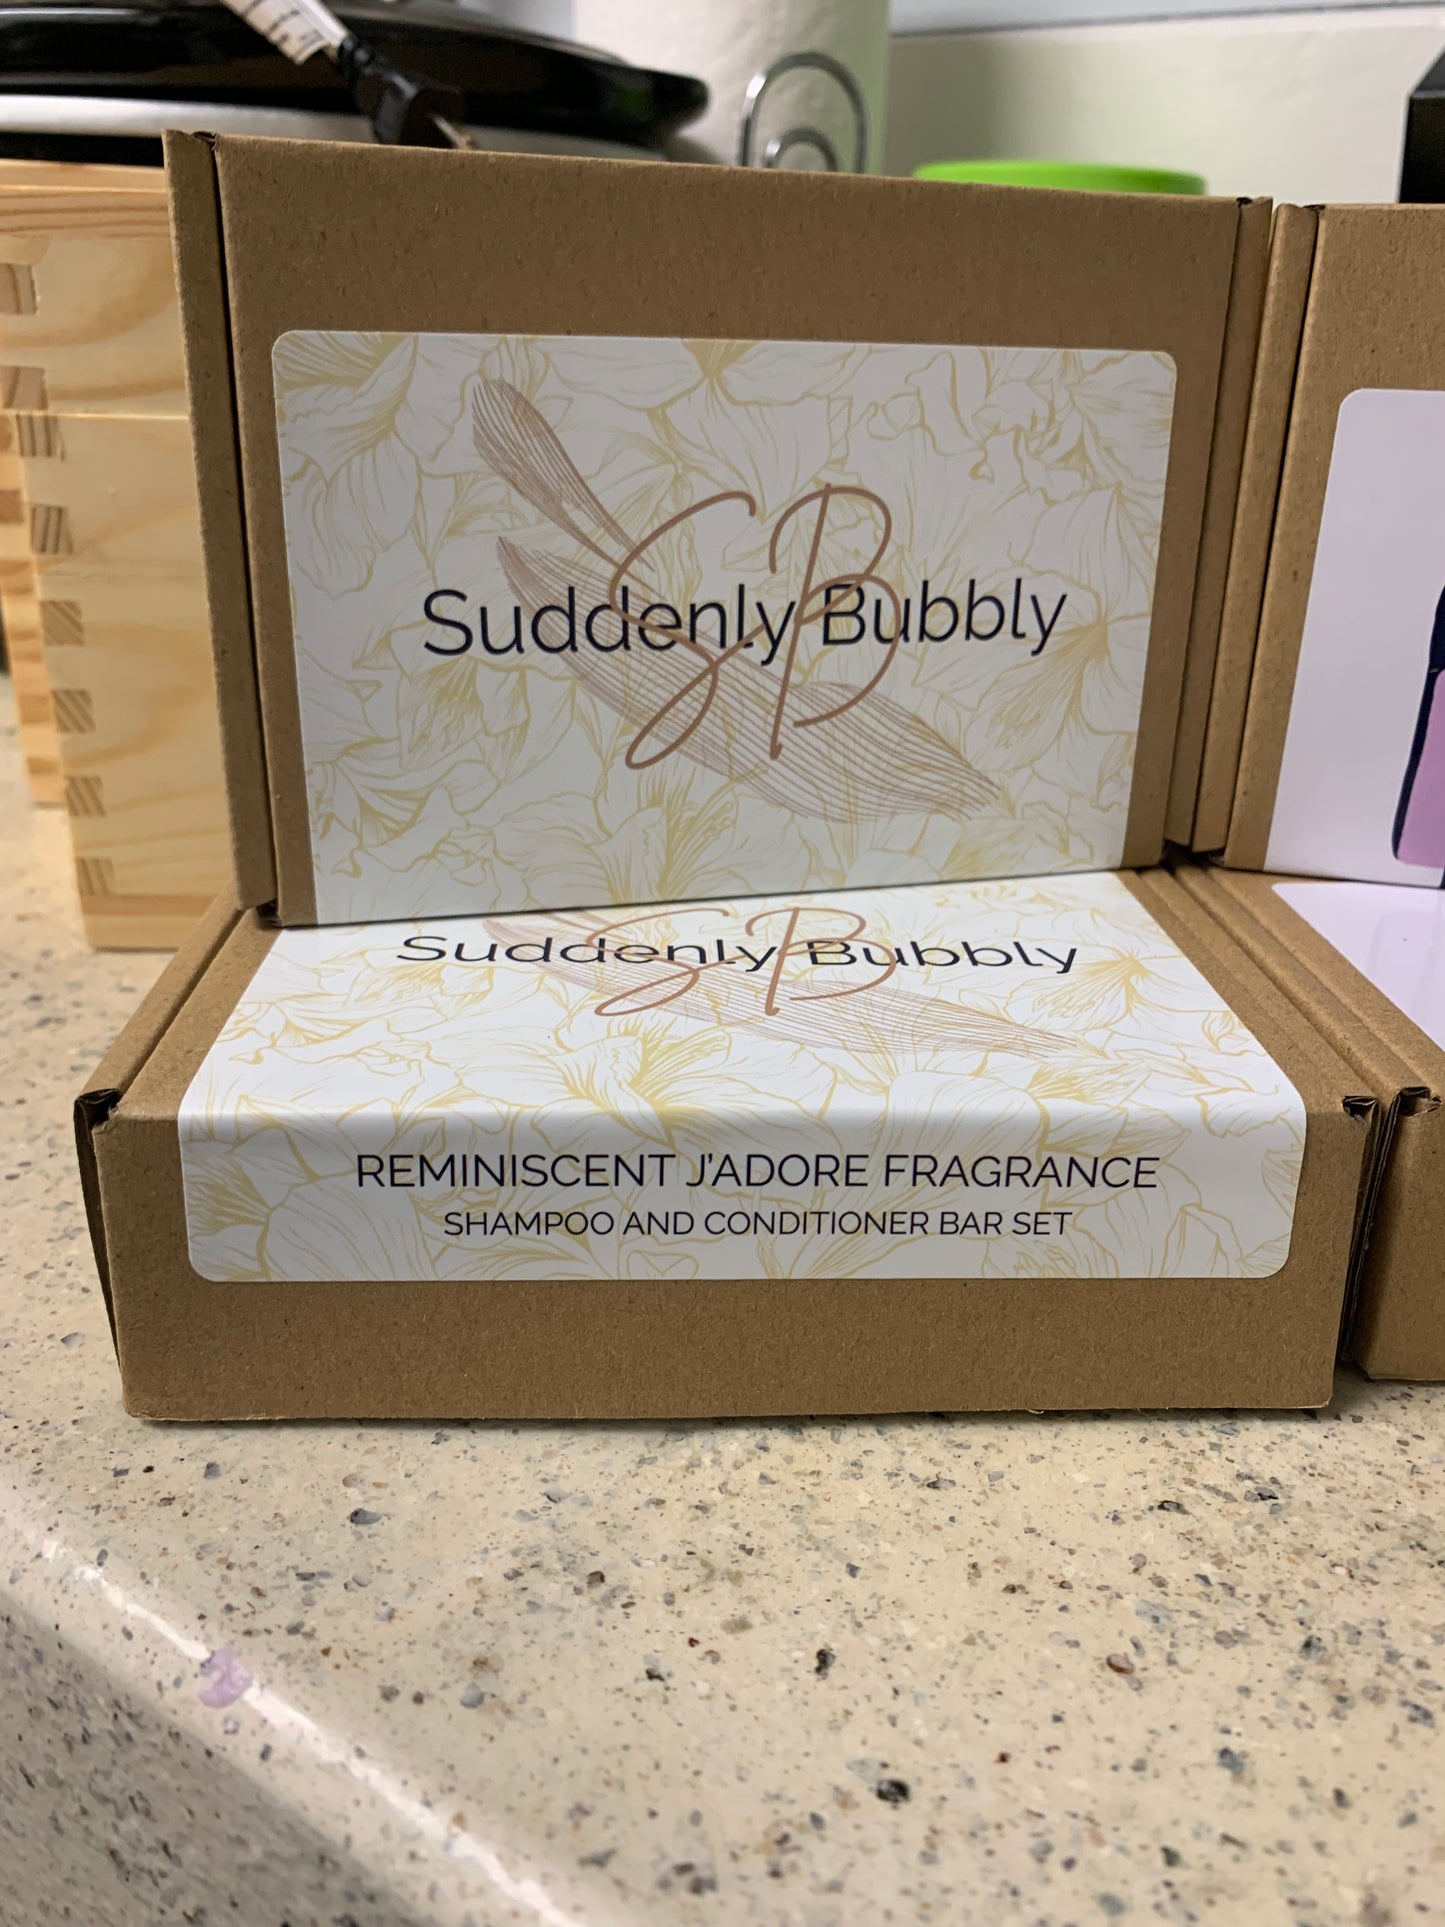 Suddenly Bubbly
SB
Suddenly Bubbly
SB
REMINISCENT J'ADORE FRAGRANCE
SHAMPOO AND CONDITIONER BAR SET